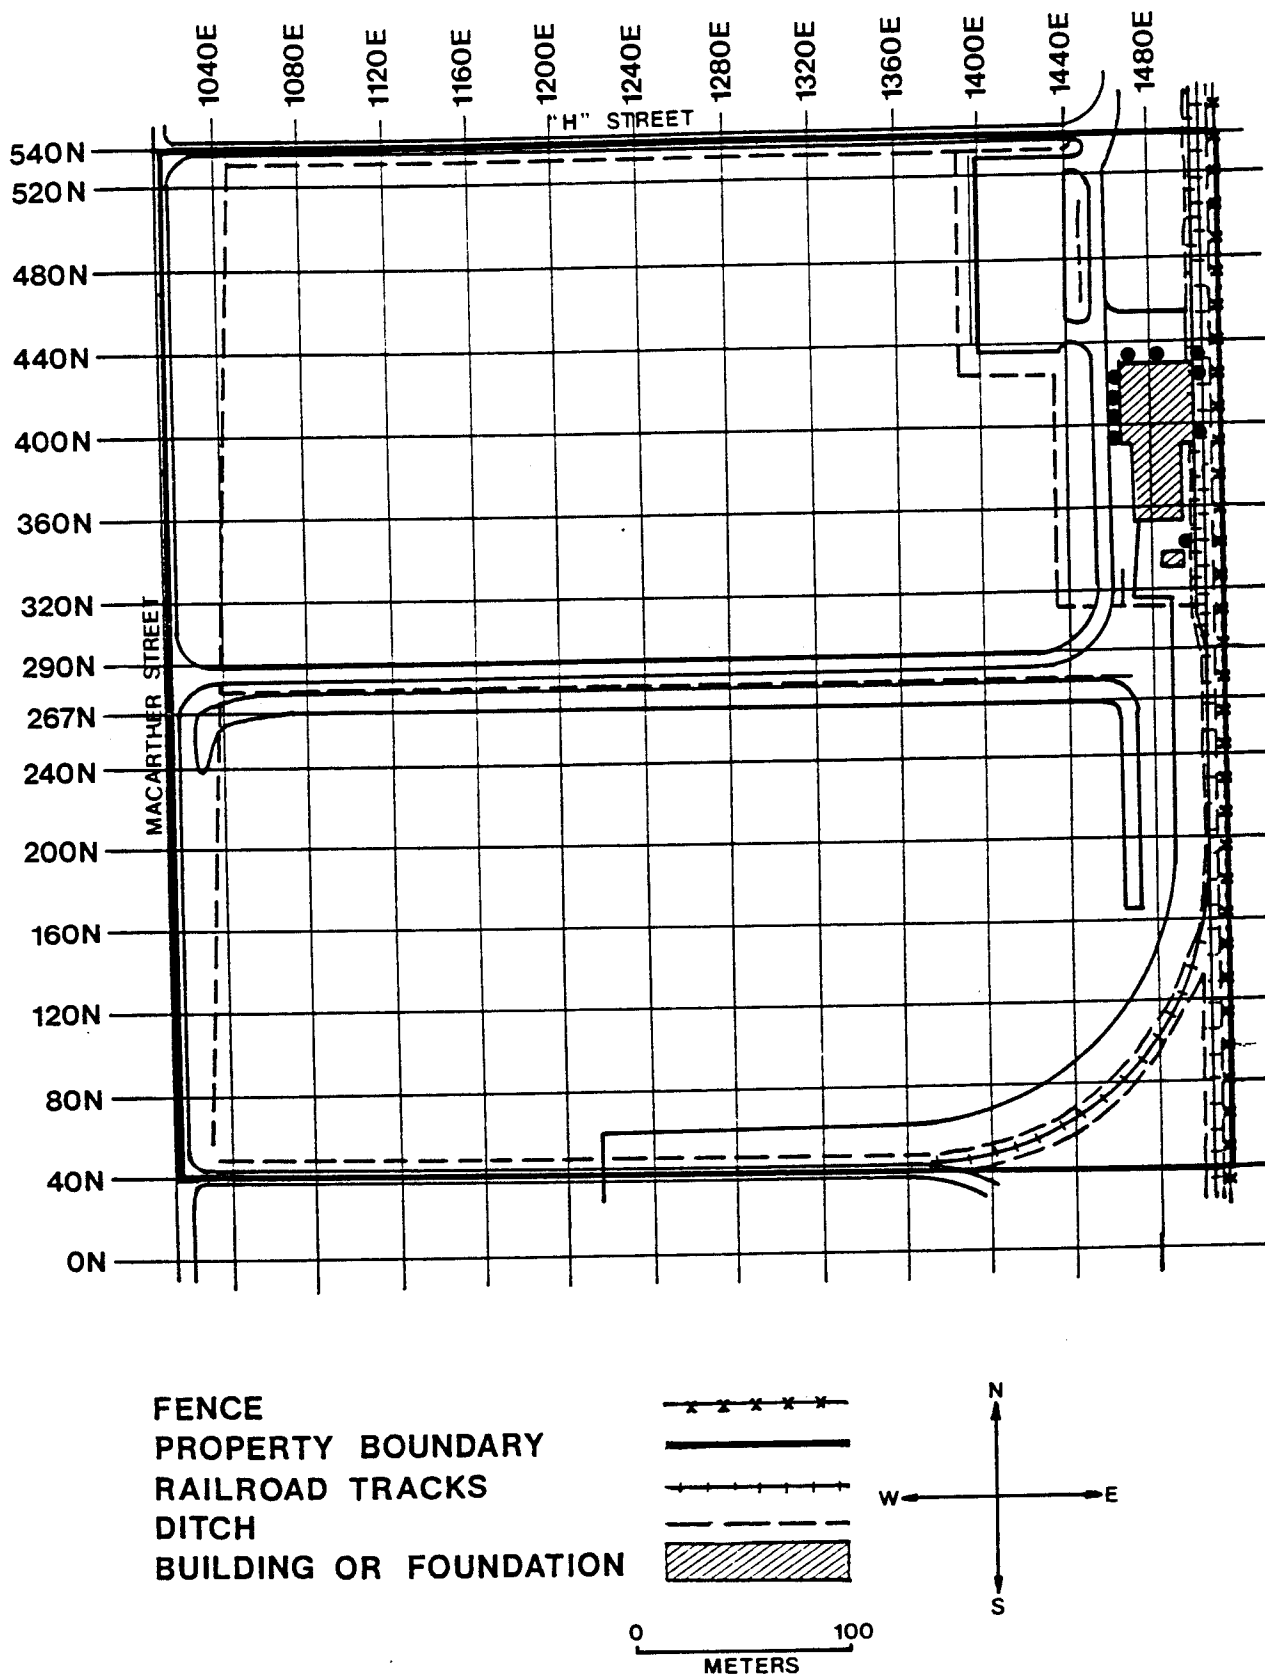 1040E
1080E
1120E
1160E
1200E
1240E
1280E
1320E
1360E
1400E
1440E
1480E
"H" STREET
540N
520N
480N
440N
400N
360N
320N
290N
267N
240N
200N
160N
120N
80N
40N
0N
MACARTHER STREET
FENCE
PROPERTY BOUNDARY
RAILROAD TRACKS
DITCH
BUILDING OR FOUNDATION
N
W E
S
0 100
METERS